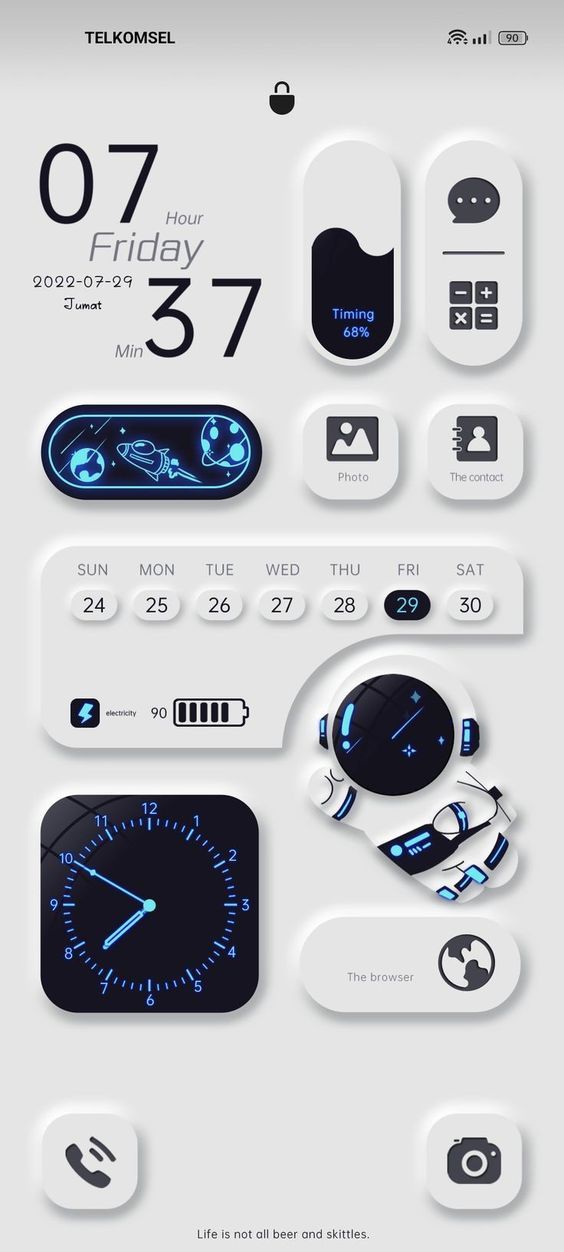 TELKOMSEL
90
07
Hour
Friday
2022-07-29
Jumat
37
Min
Timing
68%
Photo
The contact
SUN MON TUE WED THU FRI SAT
24 25 26 27 28 29 30
electricity 90
12
1
2
3
4
5
6
7
8
9
10
11
The browser
Life is not all beer and skittles.